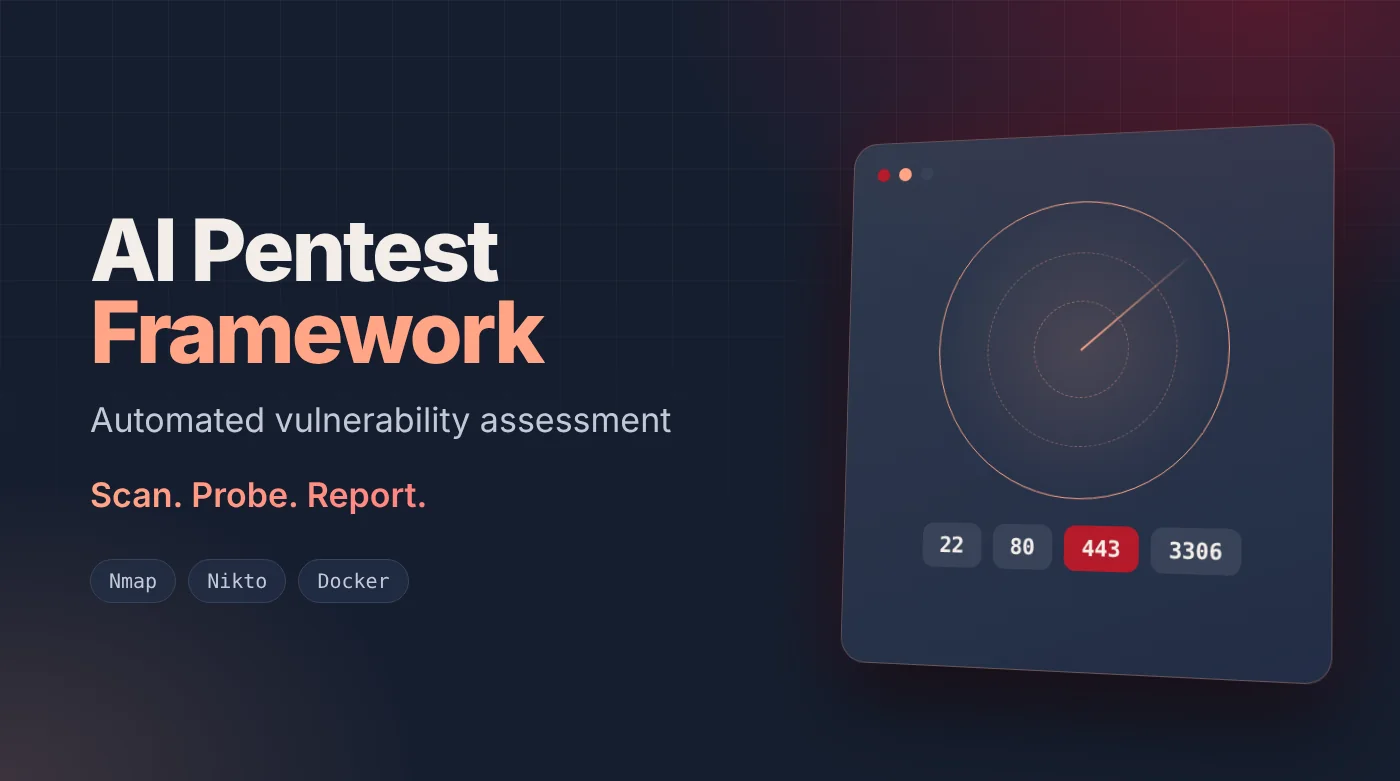 AI Pentest
Framework
Automated vulnerability assessment
Scan. Probe. Report.
Nmap Nikto Docker
22 80 443 3306